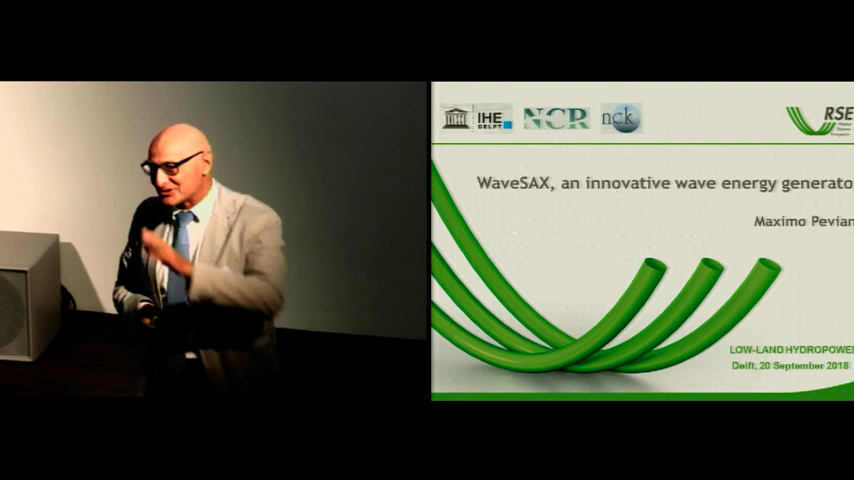 IHE
DELFT
NCR
nck
RSE
WaveSAX, an innovative wave energy generato
Maximo Pevian
LOW-LAND HYDROPOWE
Delft, 20 September 2018